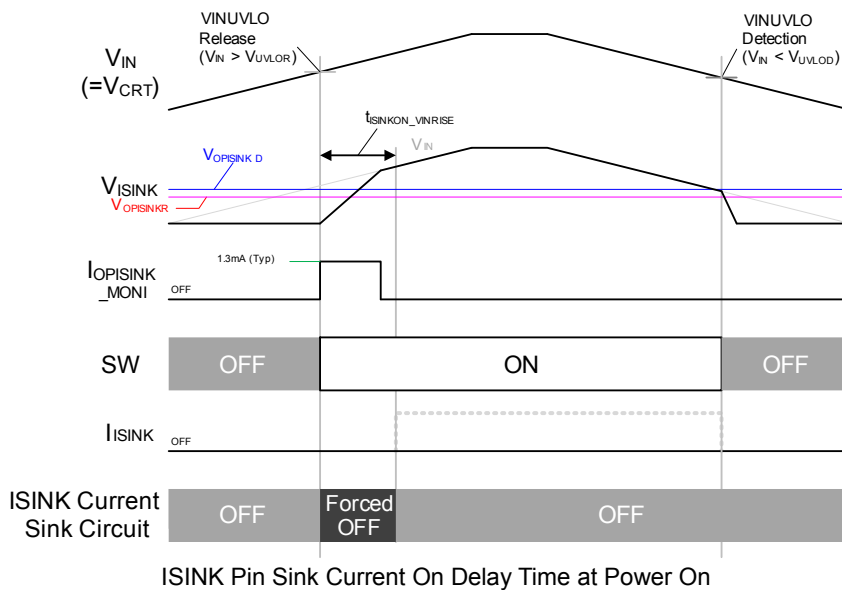 VINUVLO
Release
(VIN > VUVLOR)
VINUVLO
Detection
(VIN < VUVLOD)
VIN
(=VCRT)
tISINKON_VINRISE
VIN
VOPISINK D
VISINK
VOPISINKR
IOPISINK
_MONI
1.3mA (Typ)
OFF
SW
OFF
ON
OFF
IISINK
OFF
ISINK Current
Sink Circuit
OFF
Forced
OFF
OFF
ISINK Pin Sink Current On Delay Time at Power On